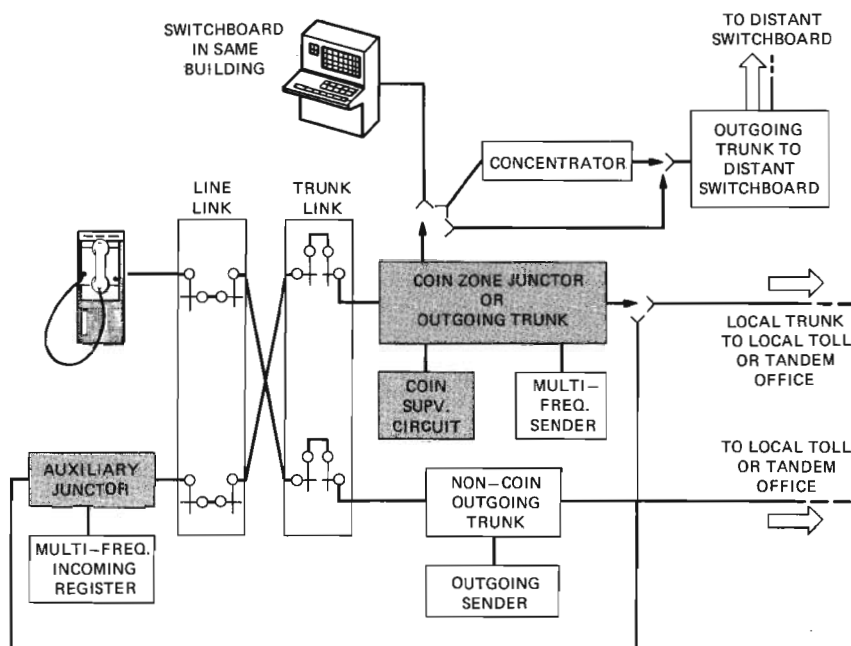 SWITCHBOARD
IN SAME
BUILDING
TO DISTANT
SWITCHBOARD
CONCENTRATOR
OUTGOING
TRUNK TO
DISTANT
SWITCHBOARD
LINE
LINK
TRUNK
LINK
COIN ZONE JUNCTOR
OR
OUTGOING TRUNK
LOCAL TRUNK
TO LOCAL TOLL
OR TANDEM
OFFICE
COIN
SUPV.
CIRCUIT
MULTI–
FREQ.
SENDER
AUXILIARY
JUNCTOR
MULTI–FREQ.
INCOMING
REGISTER
NON–COIN
OUTGOING
TRUNK
TO LOCAL TOLL
OR TANDEM
OFFICE
OUTGOING
SENDER